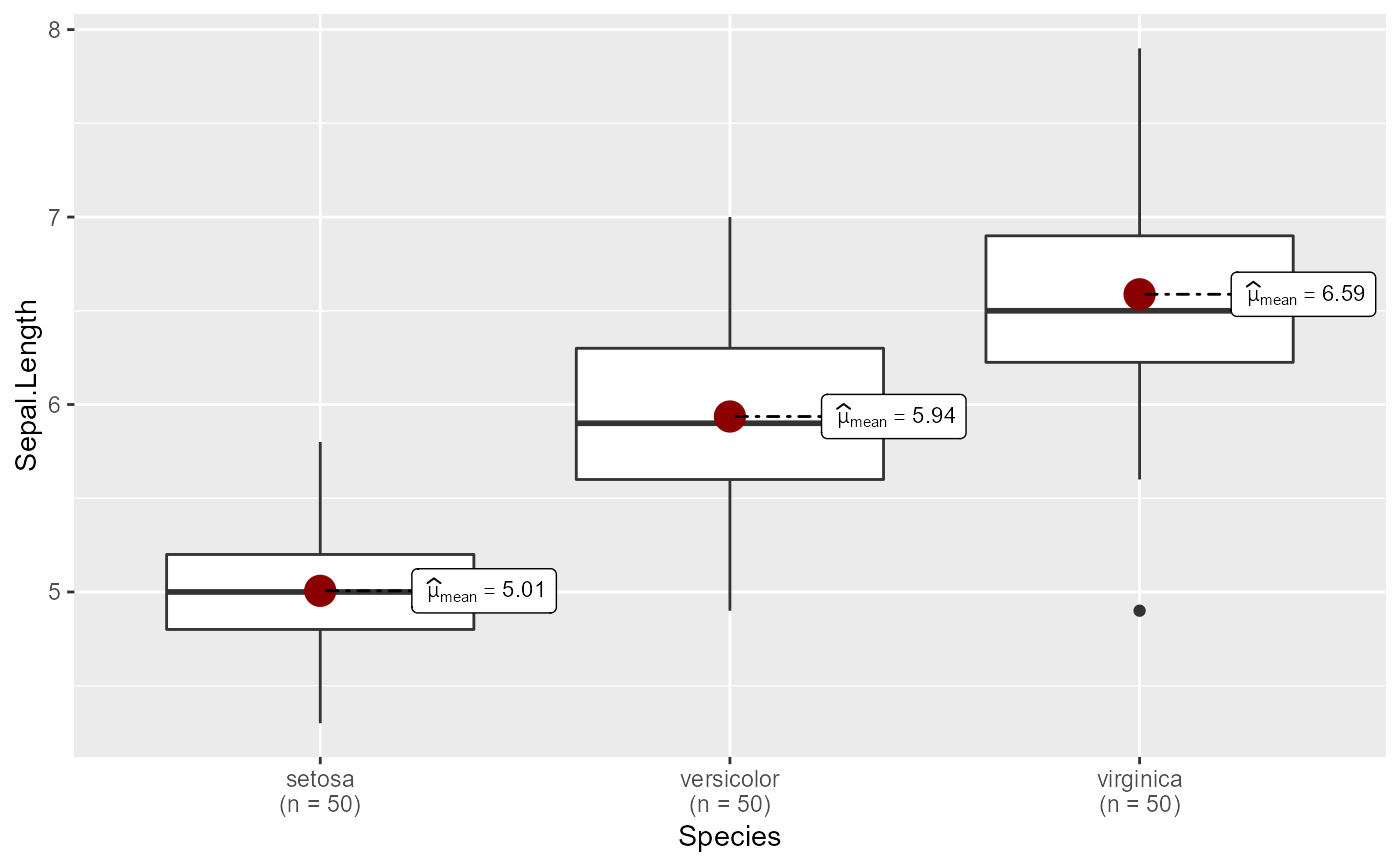 8
7
6
5
Sepal.Length
μ̂mean = 6.59
μ̂mean = 5.94
μ̂mean = 5.01
setosa
(n = 50)
versicolor
(n = 50)
virginica
(n = 50)
Species